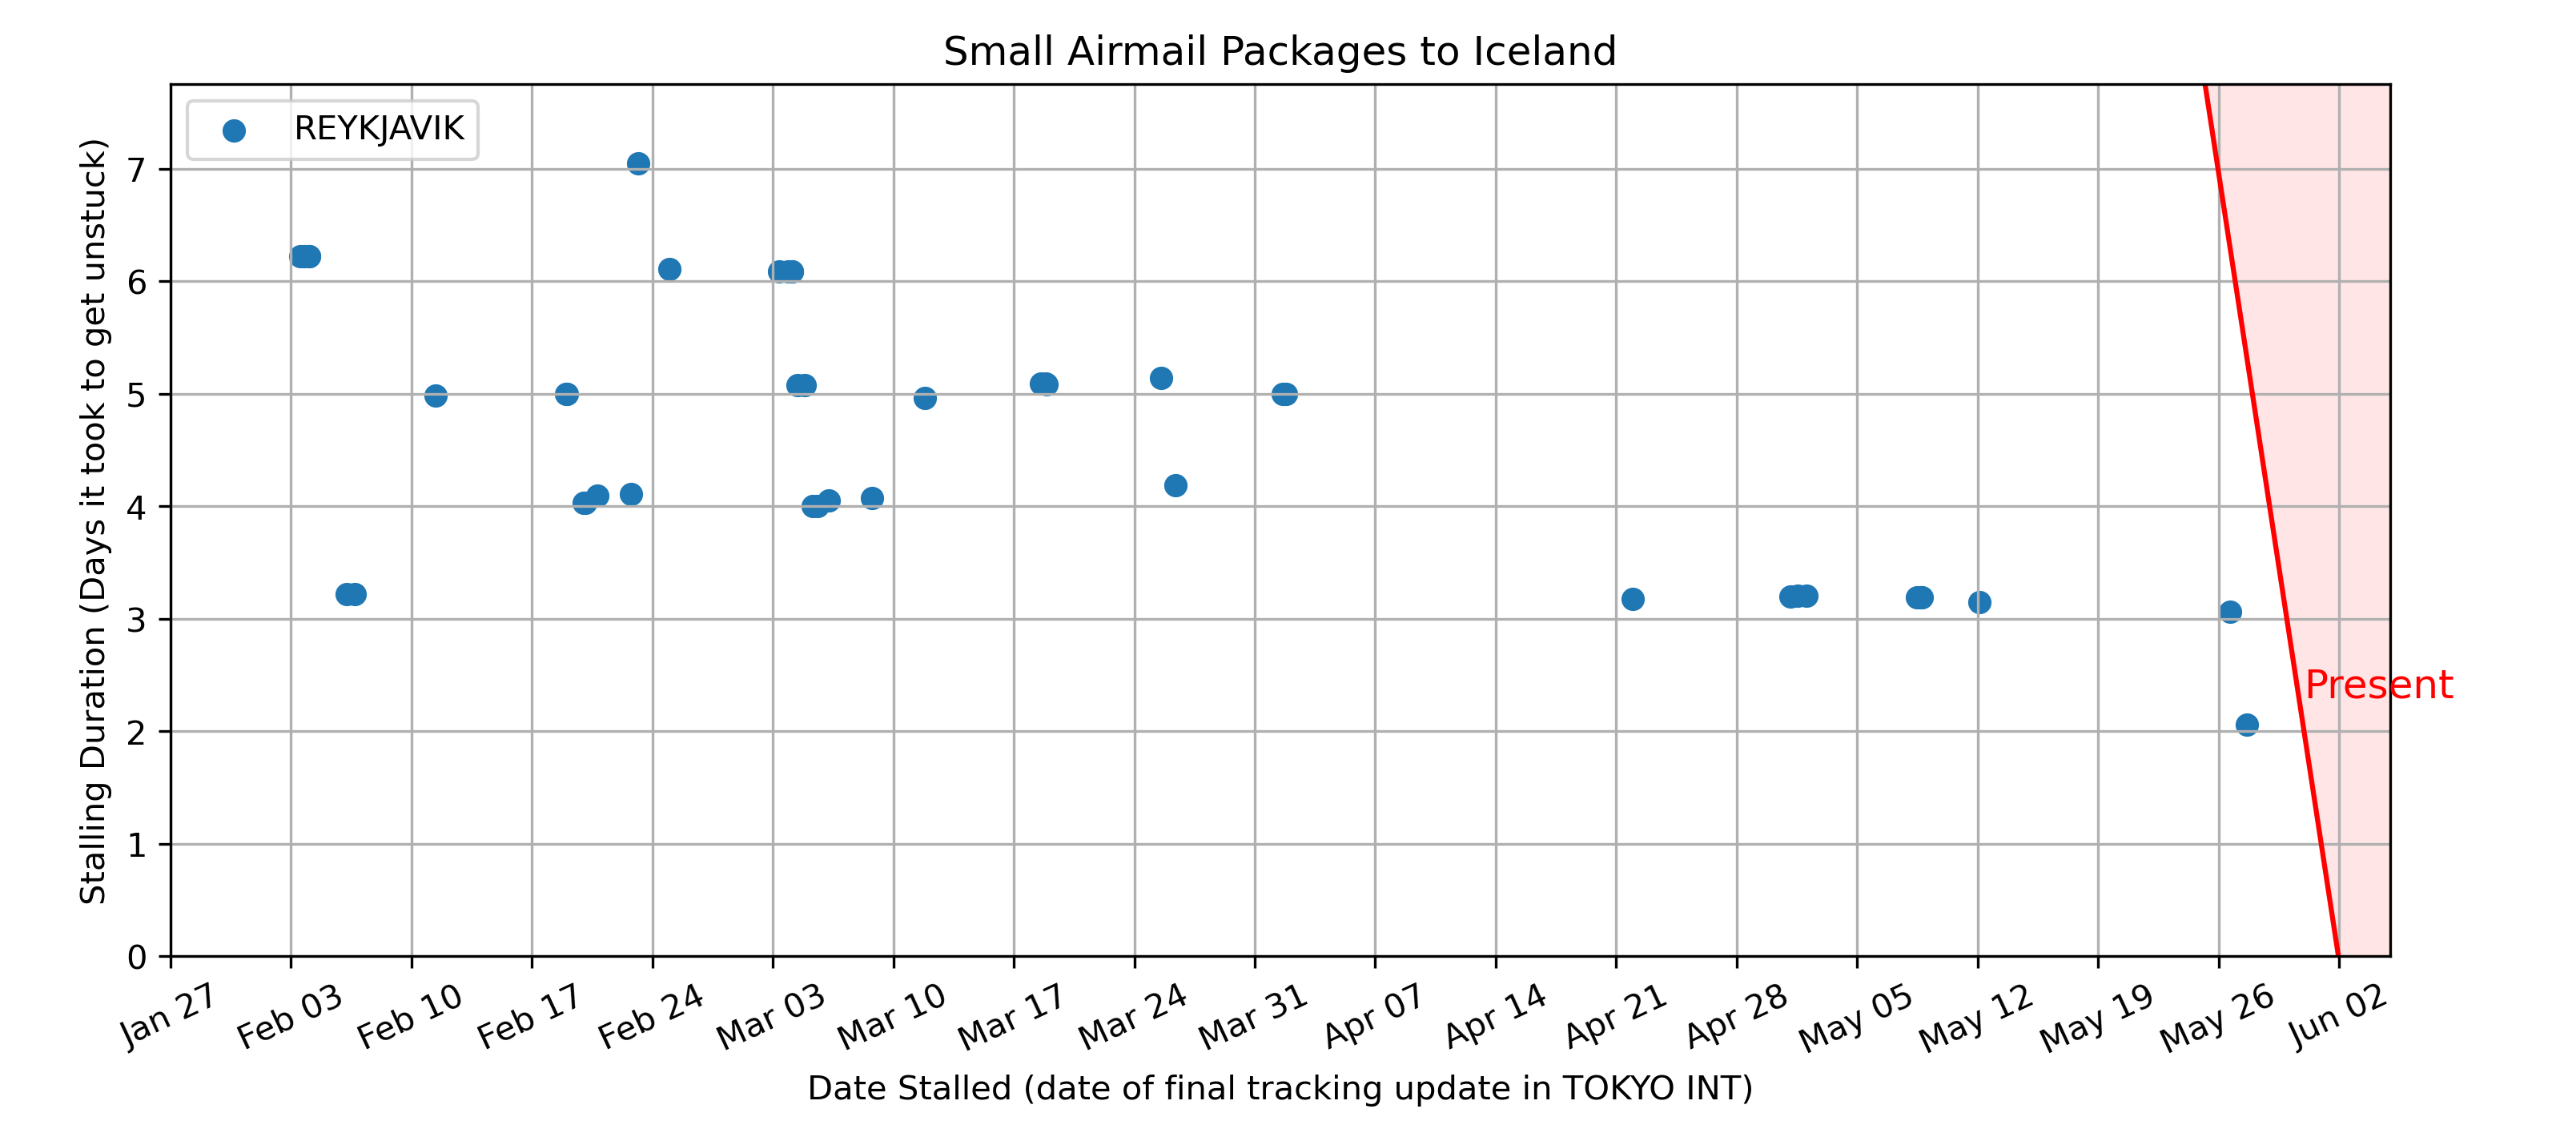 Small Airmail Packages to Iceland
REYKJAVIK
Stalling Duration (Days it took to get unstuck)
7
6
5
4
3
2
1
0
Present
Jan 27
Feb 03
Feb 10
Feb 17
Feb 24
Mar 03
Mar 10
Mar 17
Mar 24
Mar 31
Apr 07
Apr 14
Apr 21
Apr 28
May 05
May 12
May 19
May 26
Jun 02
Date Stalled (date of final tracking update in TOKYO INT)